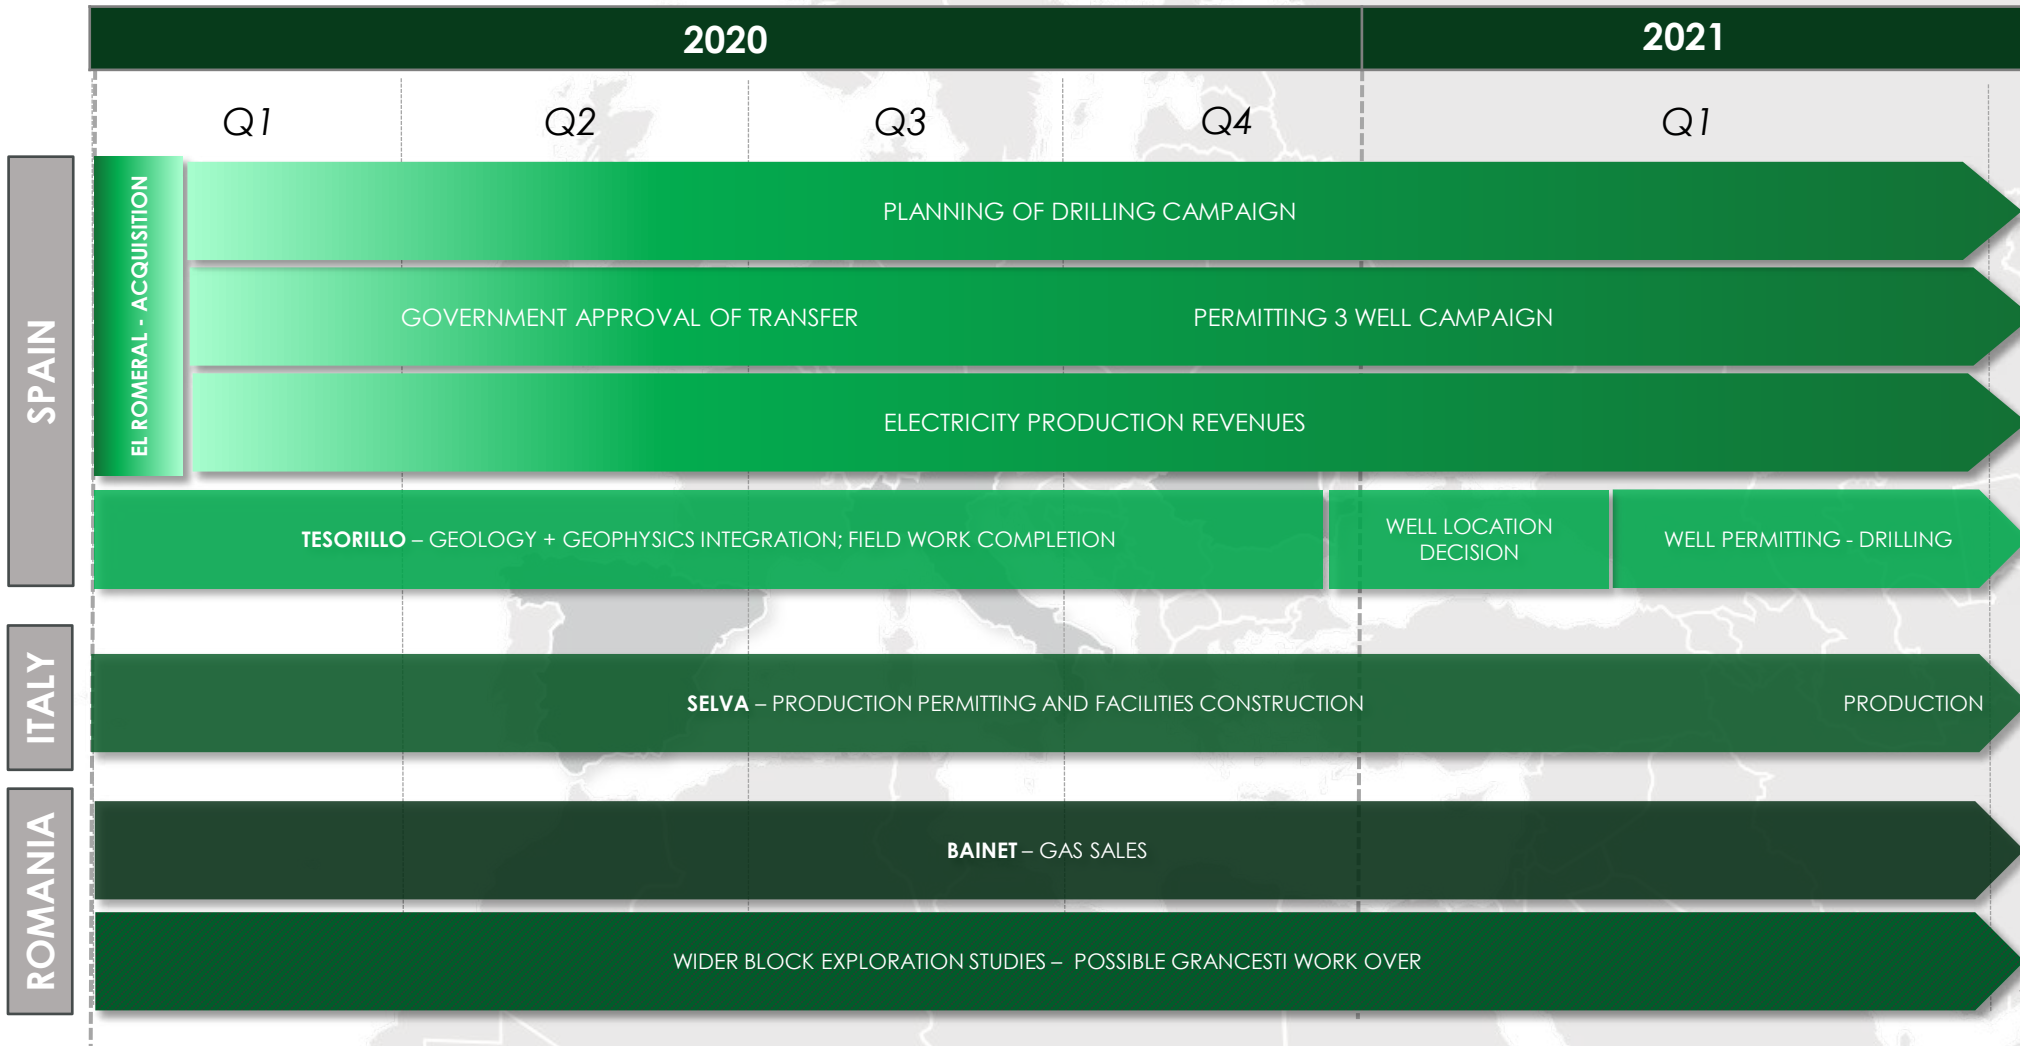 2020
2021
Q1
Q2
Q3
Q4
Q1
SPAIN
EL ROMERAL - ACQUISITION
PLANNING OF DRILLING CAMPAIGN
GOVERNMENT APPROVAL OF TRANSFER
PERMITTING 3 WELL CAMPAIGN
ELECTRICITY PRODUCTION REVENUES
TESORILLO – GEOLOGY + GEOPHYSICS INTEGRATION; FIELD WORK COMPLETION
WELL LOCATION
DECISION
WELL PERMITTING - DRILLING
ITALY
SELVA – PRODUCTION PERMITTING AND FACILITIES CONSTRUCTION
PRODUCTION
ROMANIA
BAINET – GAS SALES
WIDER BLOCK EXPLORATION STUDIES – POSSIBLE GRANCESTI WORK OVER